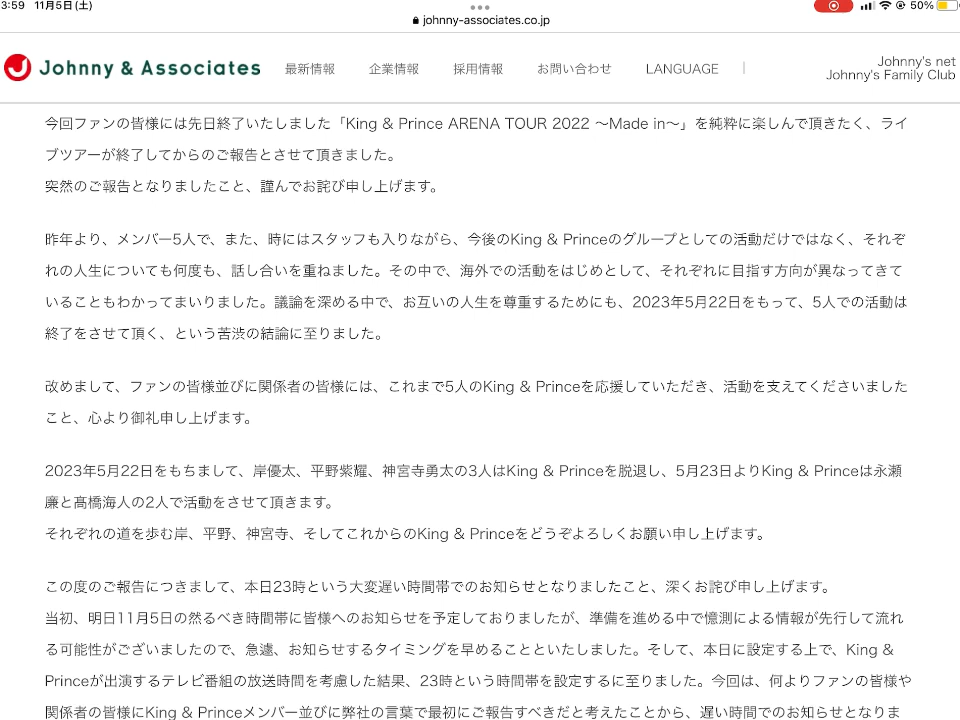 3:59 11月5日(土)
50%
johnny-associates.co.jp
Johnny & Associates 最新情報 企業情報 採用情報 お問い合わせ LANGUAGE
Johnny's net
Johnny's Family Club
今回ファンの皆様には先日終了いたしました「King & Prince ARENA TOUR 2022 〜Made in〜」を純粋に楽しんで頂きたく、ライ
ブツアーが終了してからのご報告とさせて頂きました。
突然のご報告となりましたこと、謹んでお詫び申し上げます。
昨年より、メンバー5人で、また、時にはスタッフも入りながら、今後のKing & Princeのグループとしての活動だけではなく、それぞ
れの人生についても何度も、話し合いを重ねました。その中で、海外での活動をはじめとして、それぞれに目指す方向が異なってきて
いることもわかってまいりました。議論を深める中で、お互いの人生を尊重するためにも、2023年5月22日をもって、5人での活動は
終了をさせて頂く、という苦渋の結論に至りました。
改めまして、ファンの皆様並びに関係者の皆様には、これまで5人のKing & Princeを応援していただき、活動を支えてくださいました
こと、心より御礼申し上げます。
2023年5月22日をもちまして、岸優太、平野紫耀、神宮寺勇太の3人はKing & Princeを脱退し、5月23日よりKing & Princeは永瀬
廉と髙橋海人の2人で活動をさせて頂きます。
それぞれの道を歩む岸、平野、神宮寺、そしてこれからのKing & Princeをどうぞよろしくお願い申し上げます。
この度のご報告につきまして、本日23時という大変遅い時間帯でのお知らせとなりましたこと、深くお詫び申し上げます。
当初、明日11月5日の然るべき時間帯に皆様へのお知らせを予定しておりましたが、準備を進める中で憶測による情報が先行して流れ
る可能性がございましたので、急遽、お知らせするタイミングを早めることといたしました。そして、本日に設定する上で、King &
Princeが出演するテレビ番組の放送時間を考慮した結果、23時という時間帯を設定するに至りました。今回は、何よりファンの皆様や
関係者の皆様にKing & Princeメンバー並びに弊社の言葉で最初にご報告すべきだと考えたことから、遅い時間でのお知らせとなりま